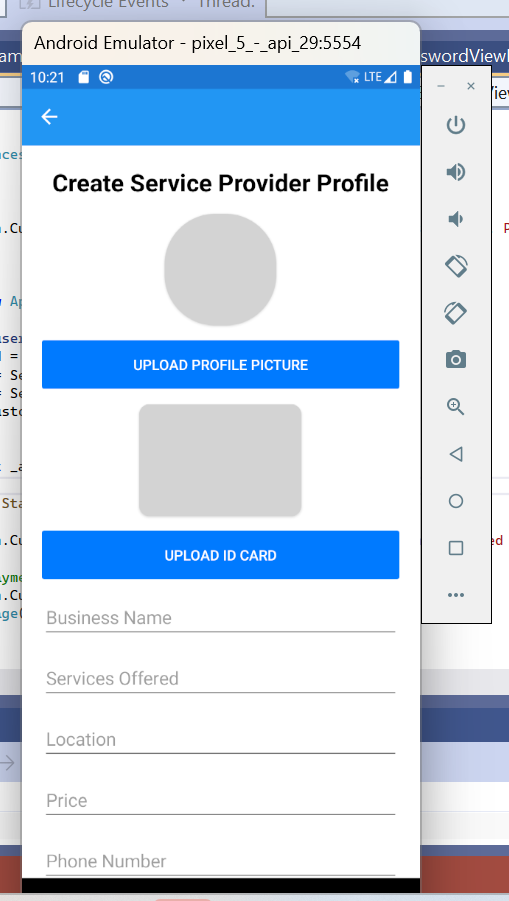 Lifecycle Events
Thread:
Android Emulator - pixel_5_-_api_29:5554
swordView
10:21
LTE
Create Service Provider Profile
UPLOAD PROFILE PICTURE
UPLOAD ID CARD
Business Name
Services Offered
Location
Price
Phone Number